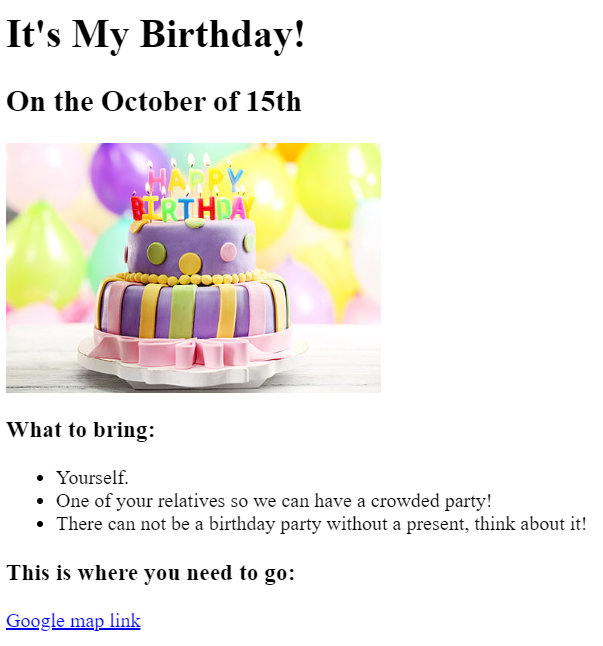 It's My Birthday!
On the October of 15th
HAPPY
BIRTHDAY
What to bring:
Yourself.
One of your relatives so we can have a crowded party!
There can not be a birthday party without a present, think about it!
This is where you need to go:
Google map link